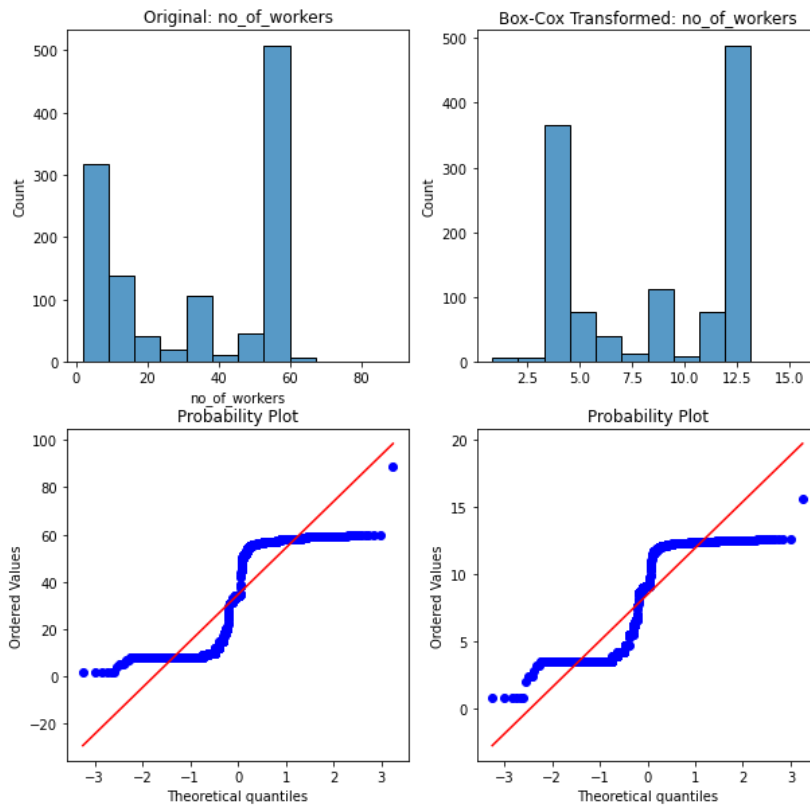 Original: no_of_workers
500
400
300
200
100
0
Count
0 20 40 60 80
no_of_workers
Box-Cox Transformed: no_of_workers
500
400
300
200
100
0
Count
2.5 5.0 7.5 10.0 12.5 15.0
Probability Plot
100
80
60
40
20
0
−20
Ordered Values
−3 −2 −1 0 1 2 3
Theoretical quantiles
Probability Plot
20
15
10
5
0
Ordered Values
−3 −2 −1 0 1 2 3
Theoretical quantiles